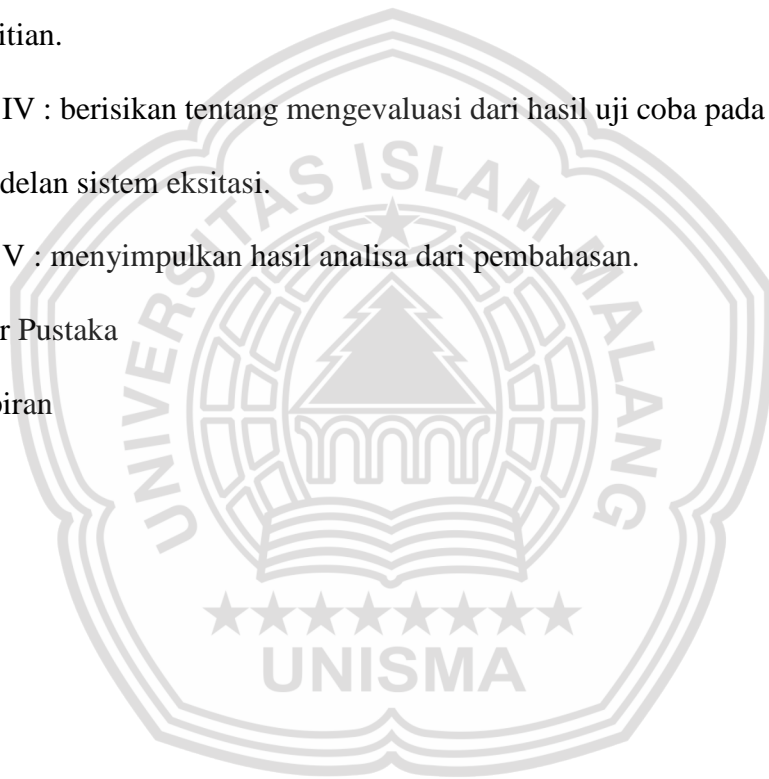 itian.
IV : berisikan tentang mengevaluasi dari hasil uji coba pada
delan sistem eksitasi.
V : menyimpulkan hasil analisa dari pembahasan.
r Pustaka
iran
UNIVERSITAS ISLAM MALANG
UNISMA